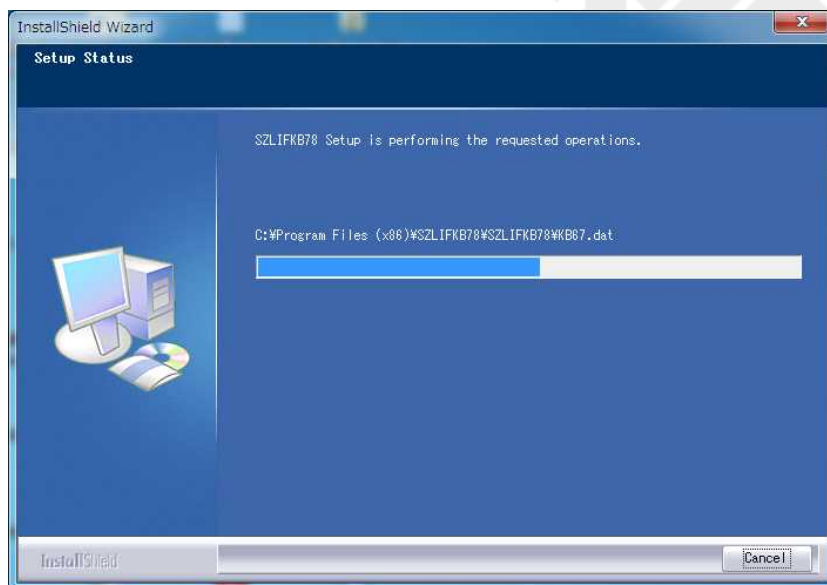 InstallShield Wizard
Setup Status
SZLIFKB78 Setup is performing the requested operations.
C:¥Program Files (x86)¥SZLIFKB78¥SZLIFKB78¥KB67.dat
InstallShield
Cancel